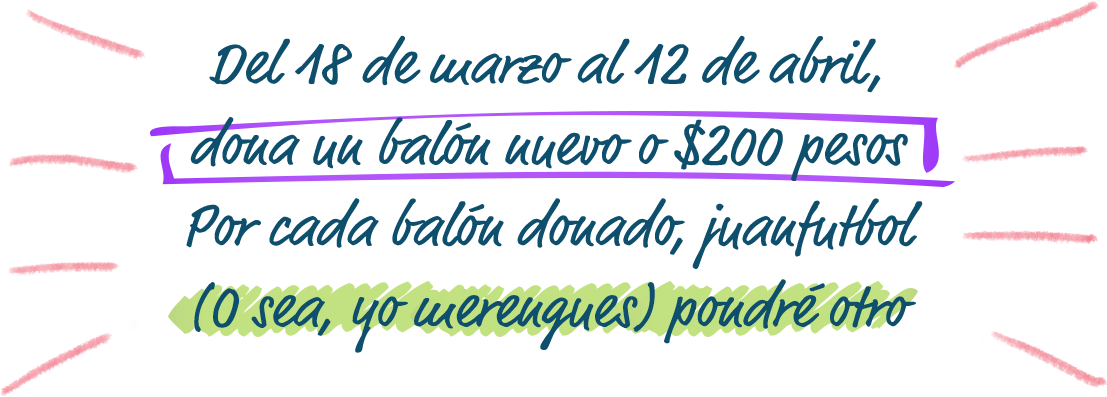 Del 18 de marzo al 12 de abril,
dona un balón nuevo o $200 pesos
Por cada balón donado, juanfutbol
(O sea, yo merengues) pondré otro